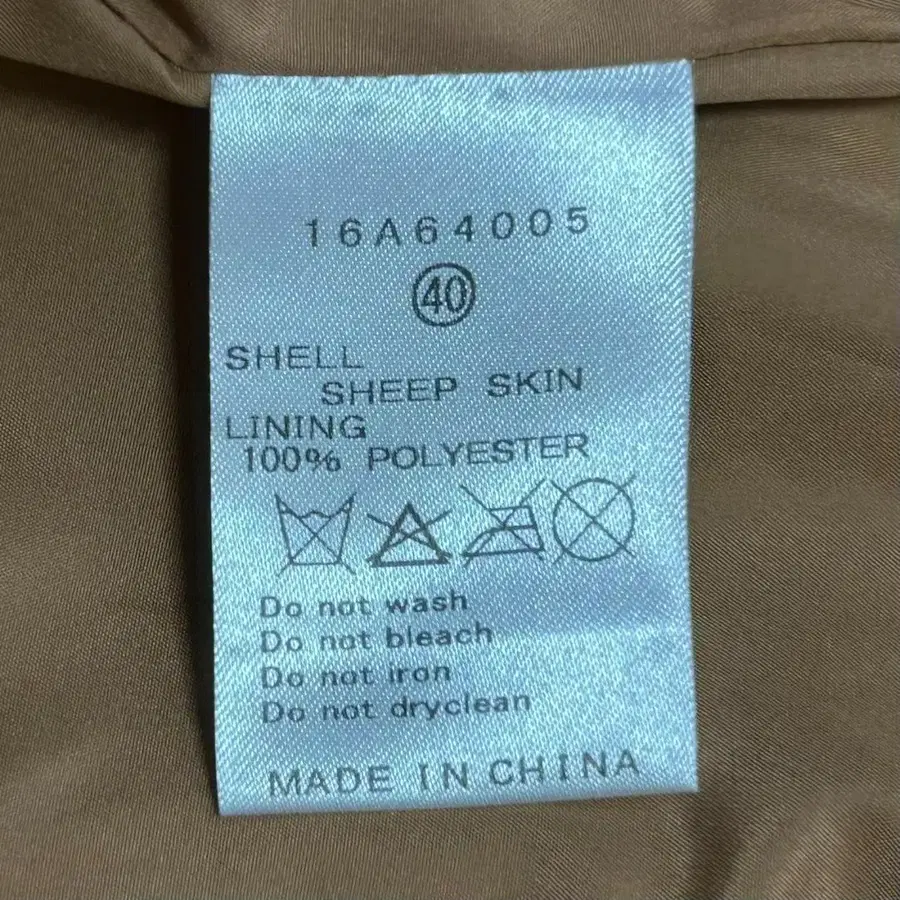 16A64005
40
SHELL
SHEEP SKIN
LINING
100% POLYESTER
Do not wash
Do not bleach
Do not iron
Do not dryclean
MADE IN CHINA